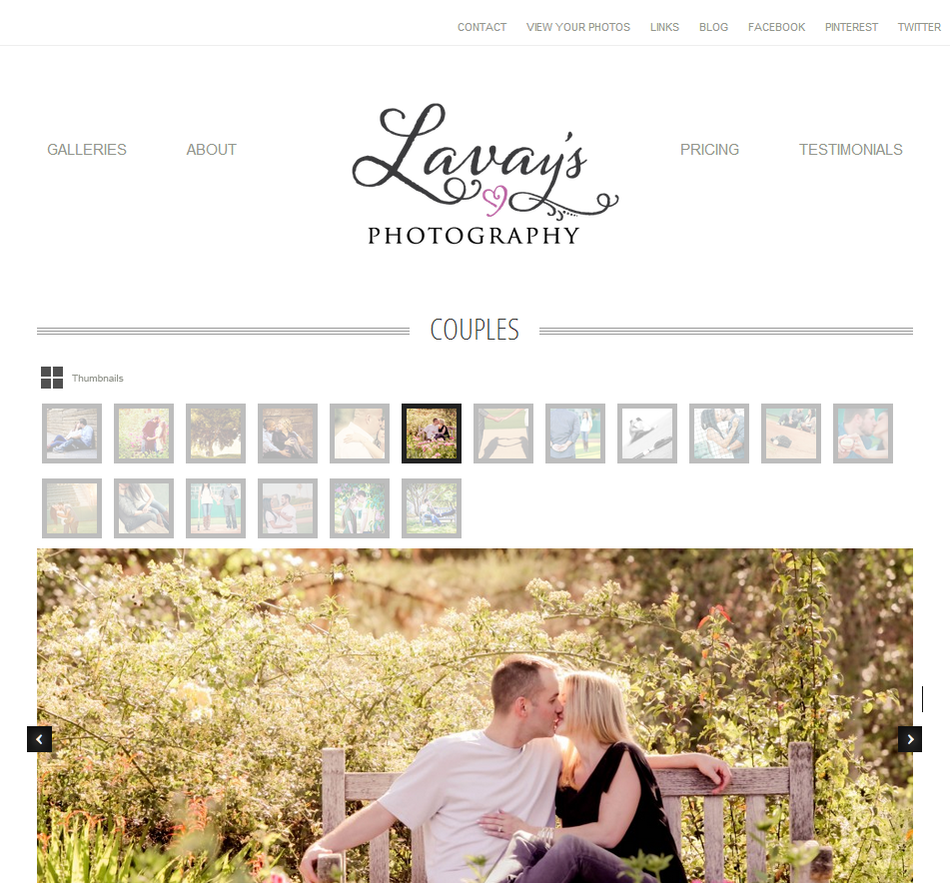 CONTACT VIEW YOUR PHOTOS LINKS BLOG FACEBOOK PINTEREST TWITTER
GALLERIES ABOUT Lavay's PRICING TESTIMONIALS
PHOTOGRAPHY
COUPLES
Thumbnails